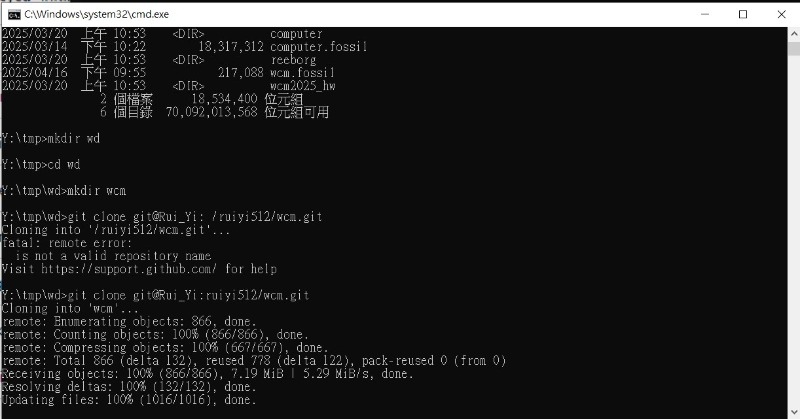 C:\Windows\system32\cmd.exe
2025/03/20  上午 10:53    <DIR>          computer
2025/03/14  下午 10:22        18,317,312 computer.fossil
2025/03/20  上午 10:53    <DIR>          reeborg
2025/04/16  下午 09:55           217,088 wcm.fossil
2025/03/20  上午 10:53    <DIR>          wcm2025_hw
               2 個檔案      18,534,400 位元組
               6 個目錄  70,092,013,568 位元組可用
Y:\tmp>mkdir wd
Y:\tmp>cd wd
Y:\tmp\wd>mkdir wcm
Y:\tmp\wd>git clone git@Rui_Yi: /ruiyi512/wcm.git
Cloning into '/ruiyi512/wcm.git'...
fatal: remote error:
  is not a valid repository name
Visit https://support.github.com/ for help
Y:\tmp\wd>git clone git@Rui_Yi:ruiyi512/wcm.git
Cloning into 'wcm'...
remote: Enumerating objects: 866, done.
remote: Counting objects: 100% (866/866), done.
remote: Compressing objects: 100% (667/667), done.
remote: Total 866 (delta 132), reused 778 (delta 122), pack-reused 0 (from 0)
Receiving objects: 100% (866/866), 7.19 MiB | 5.29 MiB/s, done.
Resolving deltas: 100% (132/132), done.
Updating files: 100% (1016/1016), done.